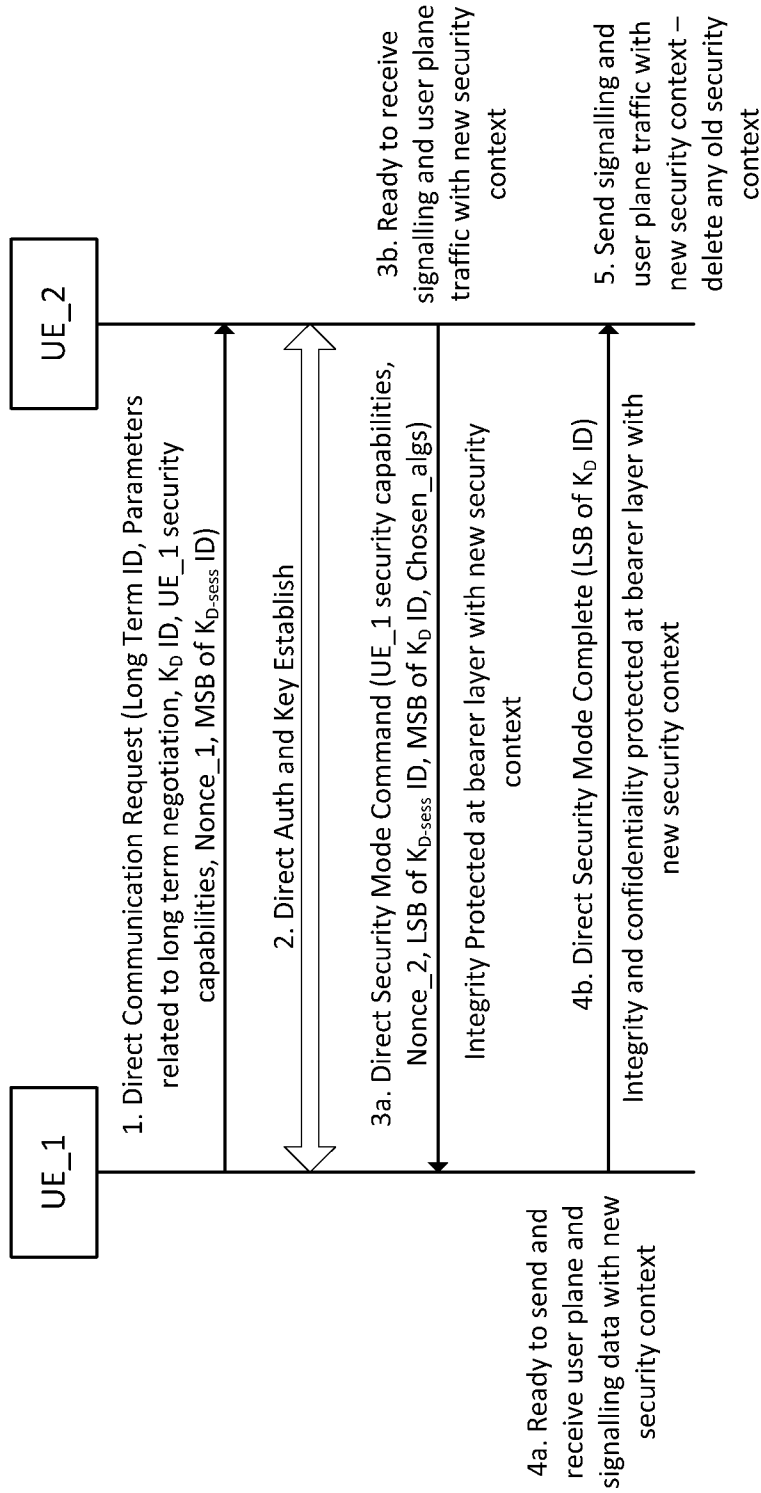 UE_1
UE_2
1. Direct Communication Request (Long Term ID, Parameters
related to long term negotiation, K_D ID, UE_1 security
capabilities, Nonce_1, MSB of K_D-sess ID)
2. Direct Auth and Key Establish
3a. Direct Security Mode Command (UE_1 security capabilities,
Nonce_2, LSB of K_D-sess ID, MSB of K_D ID, Chosen_algs)
Integrity Protected at bearer layer with new security
context
3b. Ready to receive
signalling and user plane
traffic with new security
context
4a. Ready to send and
receive user plane and
signalling data with new
security context
4b. Direct Security Mode Complete (LSB of K_D ID)
Integrity and confidentiality protected at bearer layer with
new security context
5. Send signalling and
user plane traffic with
new security context –
delete any old security
context